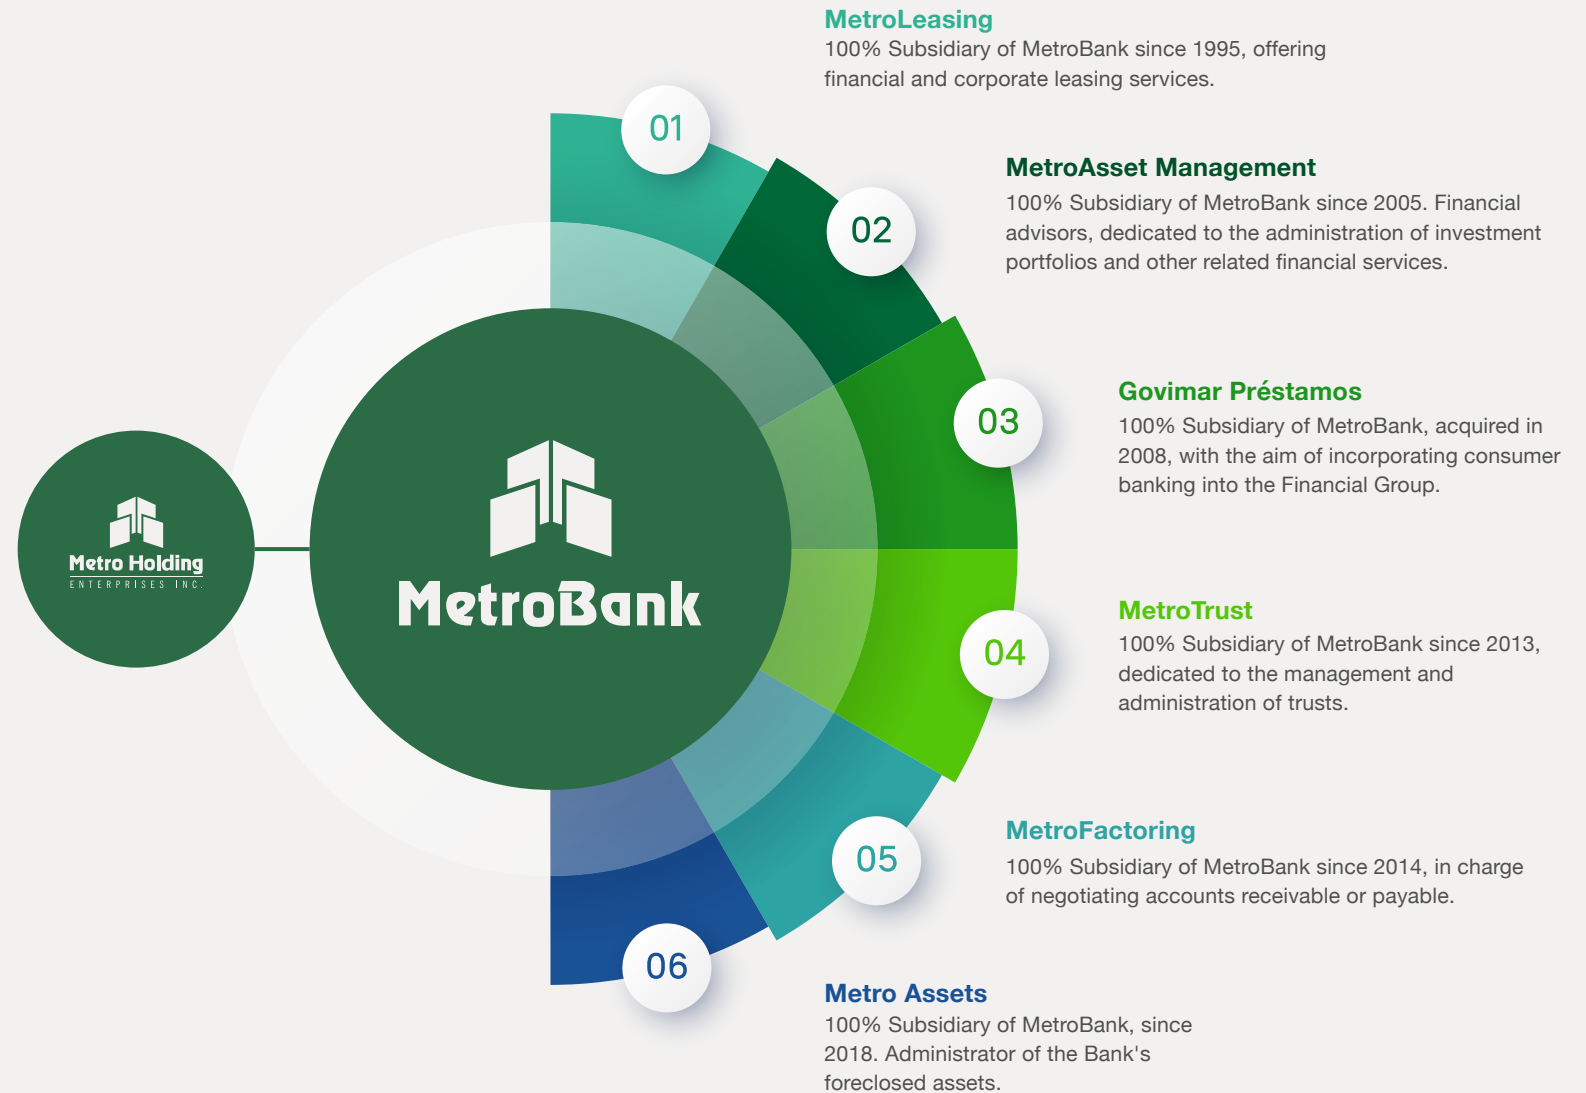 MetroLeasing
100% Subsidiary of MetroBank since 1995, offering
financial and corporate leasing services.
01
MetroAsset Management
100% Subsidiary of MetroBank since 2005. Financial
advisors, dedicated to the administration of investment
portfolios and other related financial services.
02
Govimar Préstamos
100% Subsidiary of MetroBank, acquired in
2008, with the aim of incorporating consumer
banking into the Financial Group.
03
Metro Holding
ENTERPRISES INC.
MetroBank
MetroTrust
100% Subsidiary of MetroBank since 2013,
dedicated to the management and
administration of trusts.
04
MetroFactoring
100% Subsidiary of MetroBank since 2014, in charge
of negotiating accounts receivable or payable.
05
Metro Assets
100% Subsidiary of MetroBank, since
2018. Administrator of the Bank's
foreclosed assets.
06